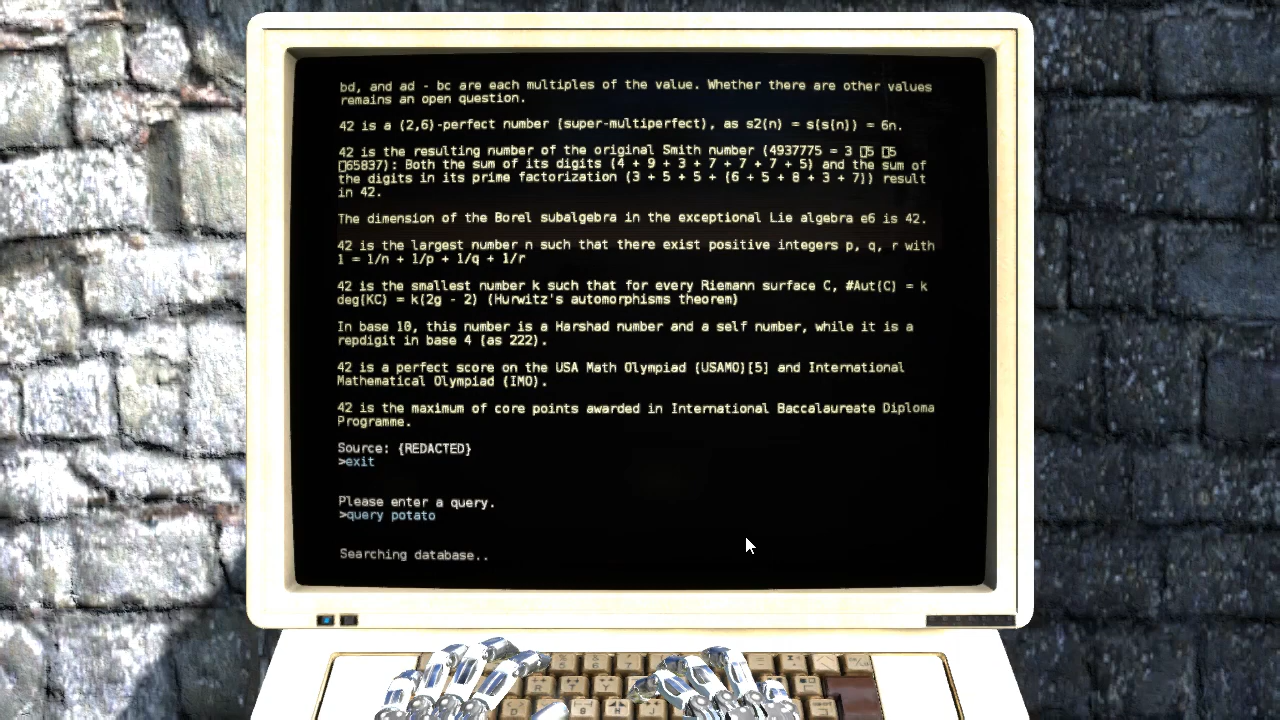 bd, and ad - bc are each multiples of the value. Whether there are other values
remains an open question.
42 is a (2,6)-perfect number (super-multiperfect), as s2(n) = s(s(n)) = 6n.
42 is the resulting number of the original Smith number (4937775 = 3 □5 □5
□65837): Both the sum of its digits (4 + 9 + 3 + 7 + 7 + 7 + 5) and the sum of
the digits in its prime factorization (3 + 5 + 5 + (6 + 5 + 8 + 3 + 7)) result
in 42.
The dimension of the Borel subalgebra in the exceptional Lie algebra e6 is 42.
42 is the largest number n such that there exist positive integers p, q, r with
1 = 1/n + 1/p + 1/q + 1/r
42 is the smallest number k such that for every Riemann surface C, #Aut(C) = k
deg(KC) = k(2g - 2) (Hurwitz's automorphisms theorem)
In base 10, this number is a Harshad number and a self number, while it is a
repdigit in base 4 (as 222).
42 is a perfect score on the USA Math Olympiad (USAMO)[5] and International
Mathematical Olympiad (IMO).
42 is the maximum of core points awarded in International Baccalaureate Diploma
Programme.
Source: {REDACTED}
>exit
Please enter a query.
>query potato
Searching database..